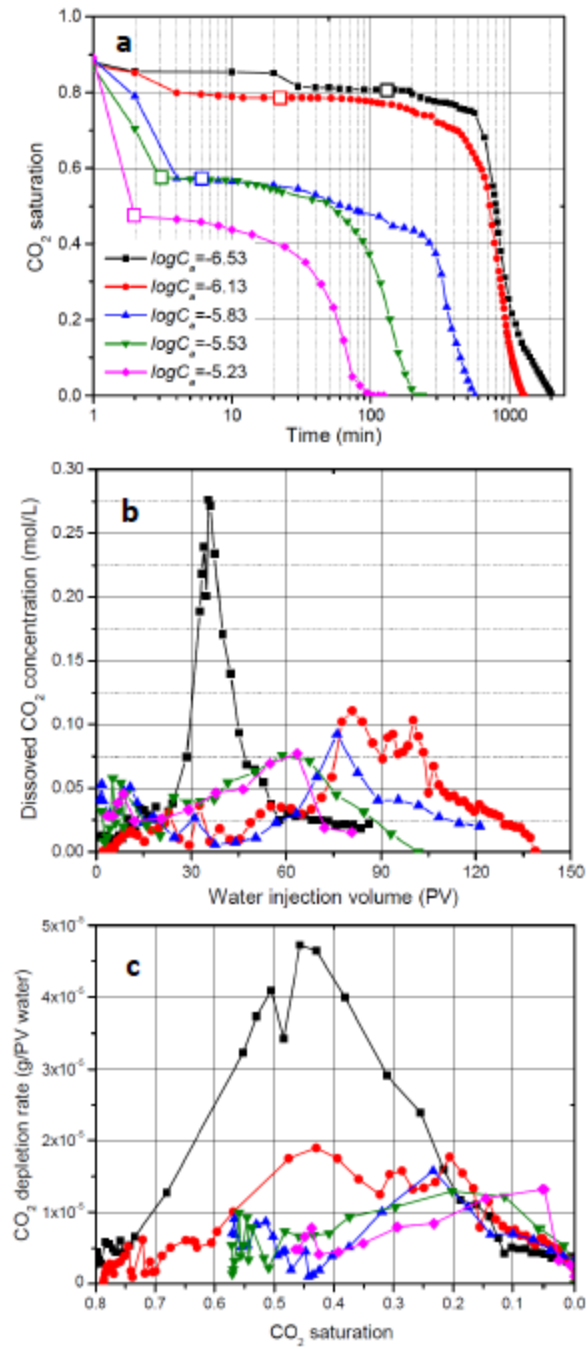 a
CO2 saturation
1.0
0.8
0.6
0.4
0.2
0.0
logCa=-6.53
logCa=-6.13
logCa=-5.83
logCa=-5.53
logCa=-5.23
1 10 100 1000
Time (min)
b
Dissoved CO2 concentration (mol/L)
0.30
0.25
0.20
0.15
0.10
0.05
0.00
0 30 60 90 120 150
Water injection volume (PV)
c
CO2 depletion rate (g/PV water)
5x10-5
4x10-5
3x10-5
2x10-5
1x10-5
0
0.8 0.7 0.6 0.5 0.4 0.3 0.2 0.1 0.0
CO2 saturation